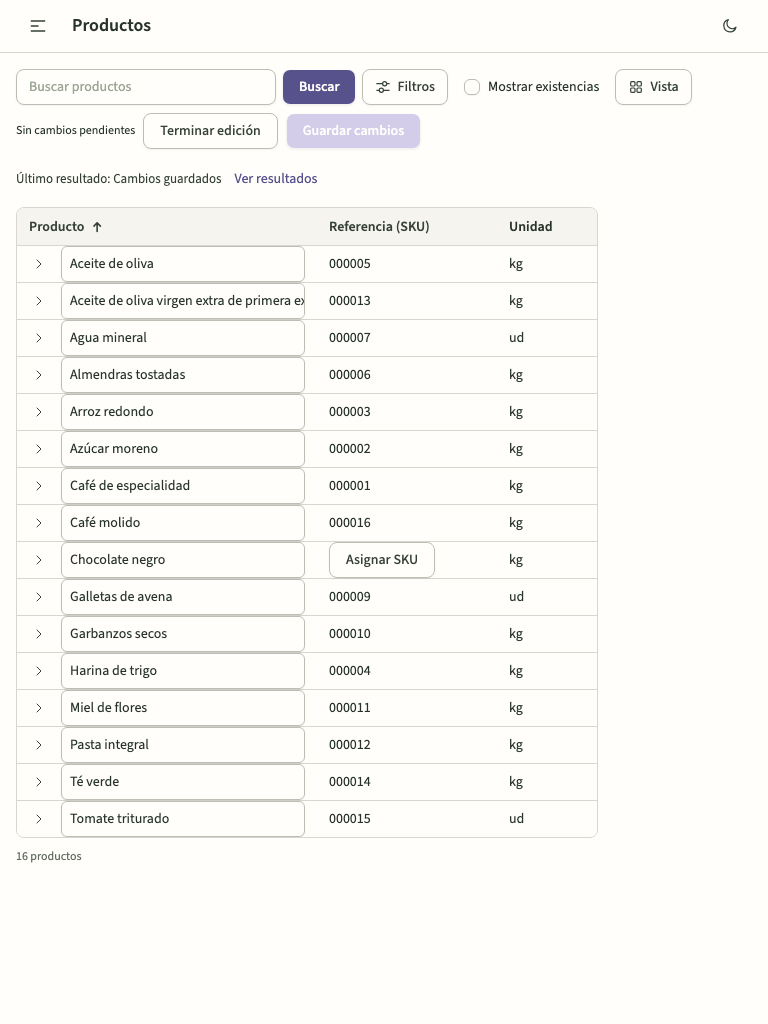 Productos
Buscar productos Buscar Filtros Mostrar existencias Vista
Sin cambios pendientes Terminar edición Guardar cambios
Último resultado: Cambios guardados Ver resultados
Producto ↑ Referencia (SKU) Unidad
Aceite de oliva 000005 kg
Aceite de oliva virgen extra de primera 000013 kg
Agua mineral 000007 ud
Almendras tostadas 000006 kg
Arroz redondo 000003 kg
Azúcar moreno 000002 kg
Café de especialidad 000001 kg
Café molido 000016 kg
Chocolate negro Asignar SKU kg
Galletas de avena 000009 ud
Garbanzos secos 000010 kg
Harina de trigo 000004 kg
Miel de flores 000011 kg
Pasta integral 000012 kg
Té verde 000014 kg
Tomate triturado 000015 ud
16 productos